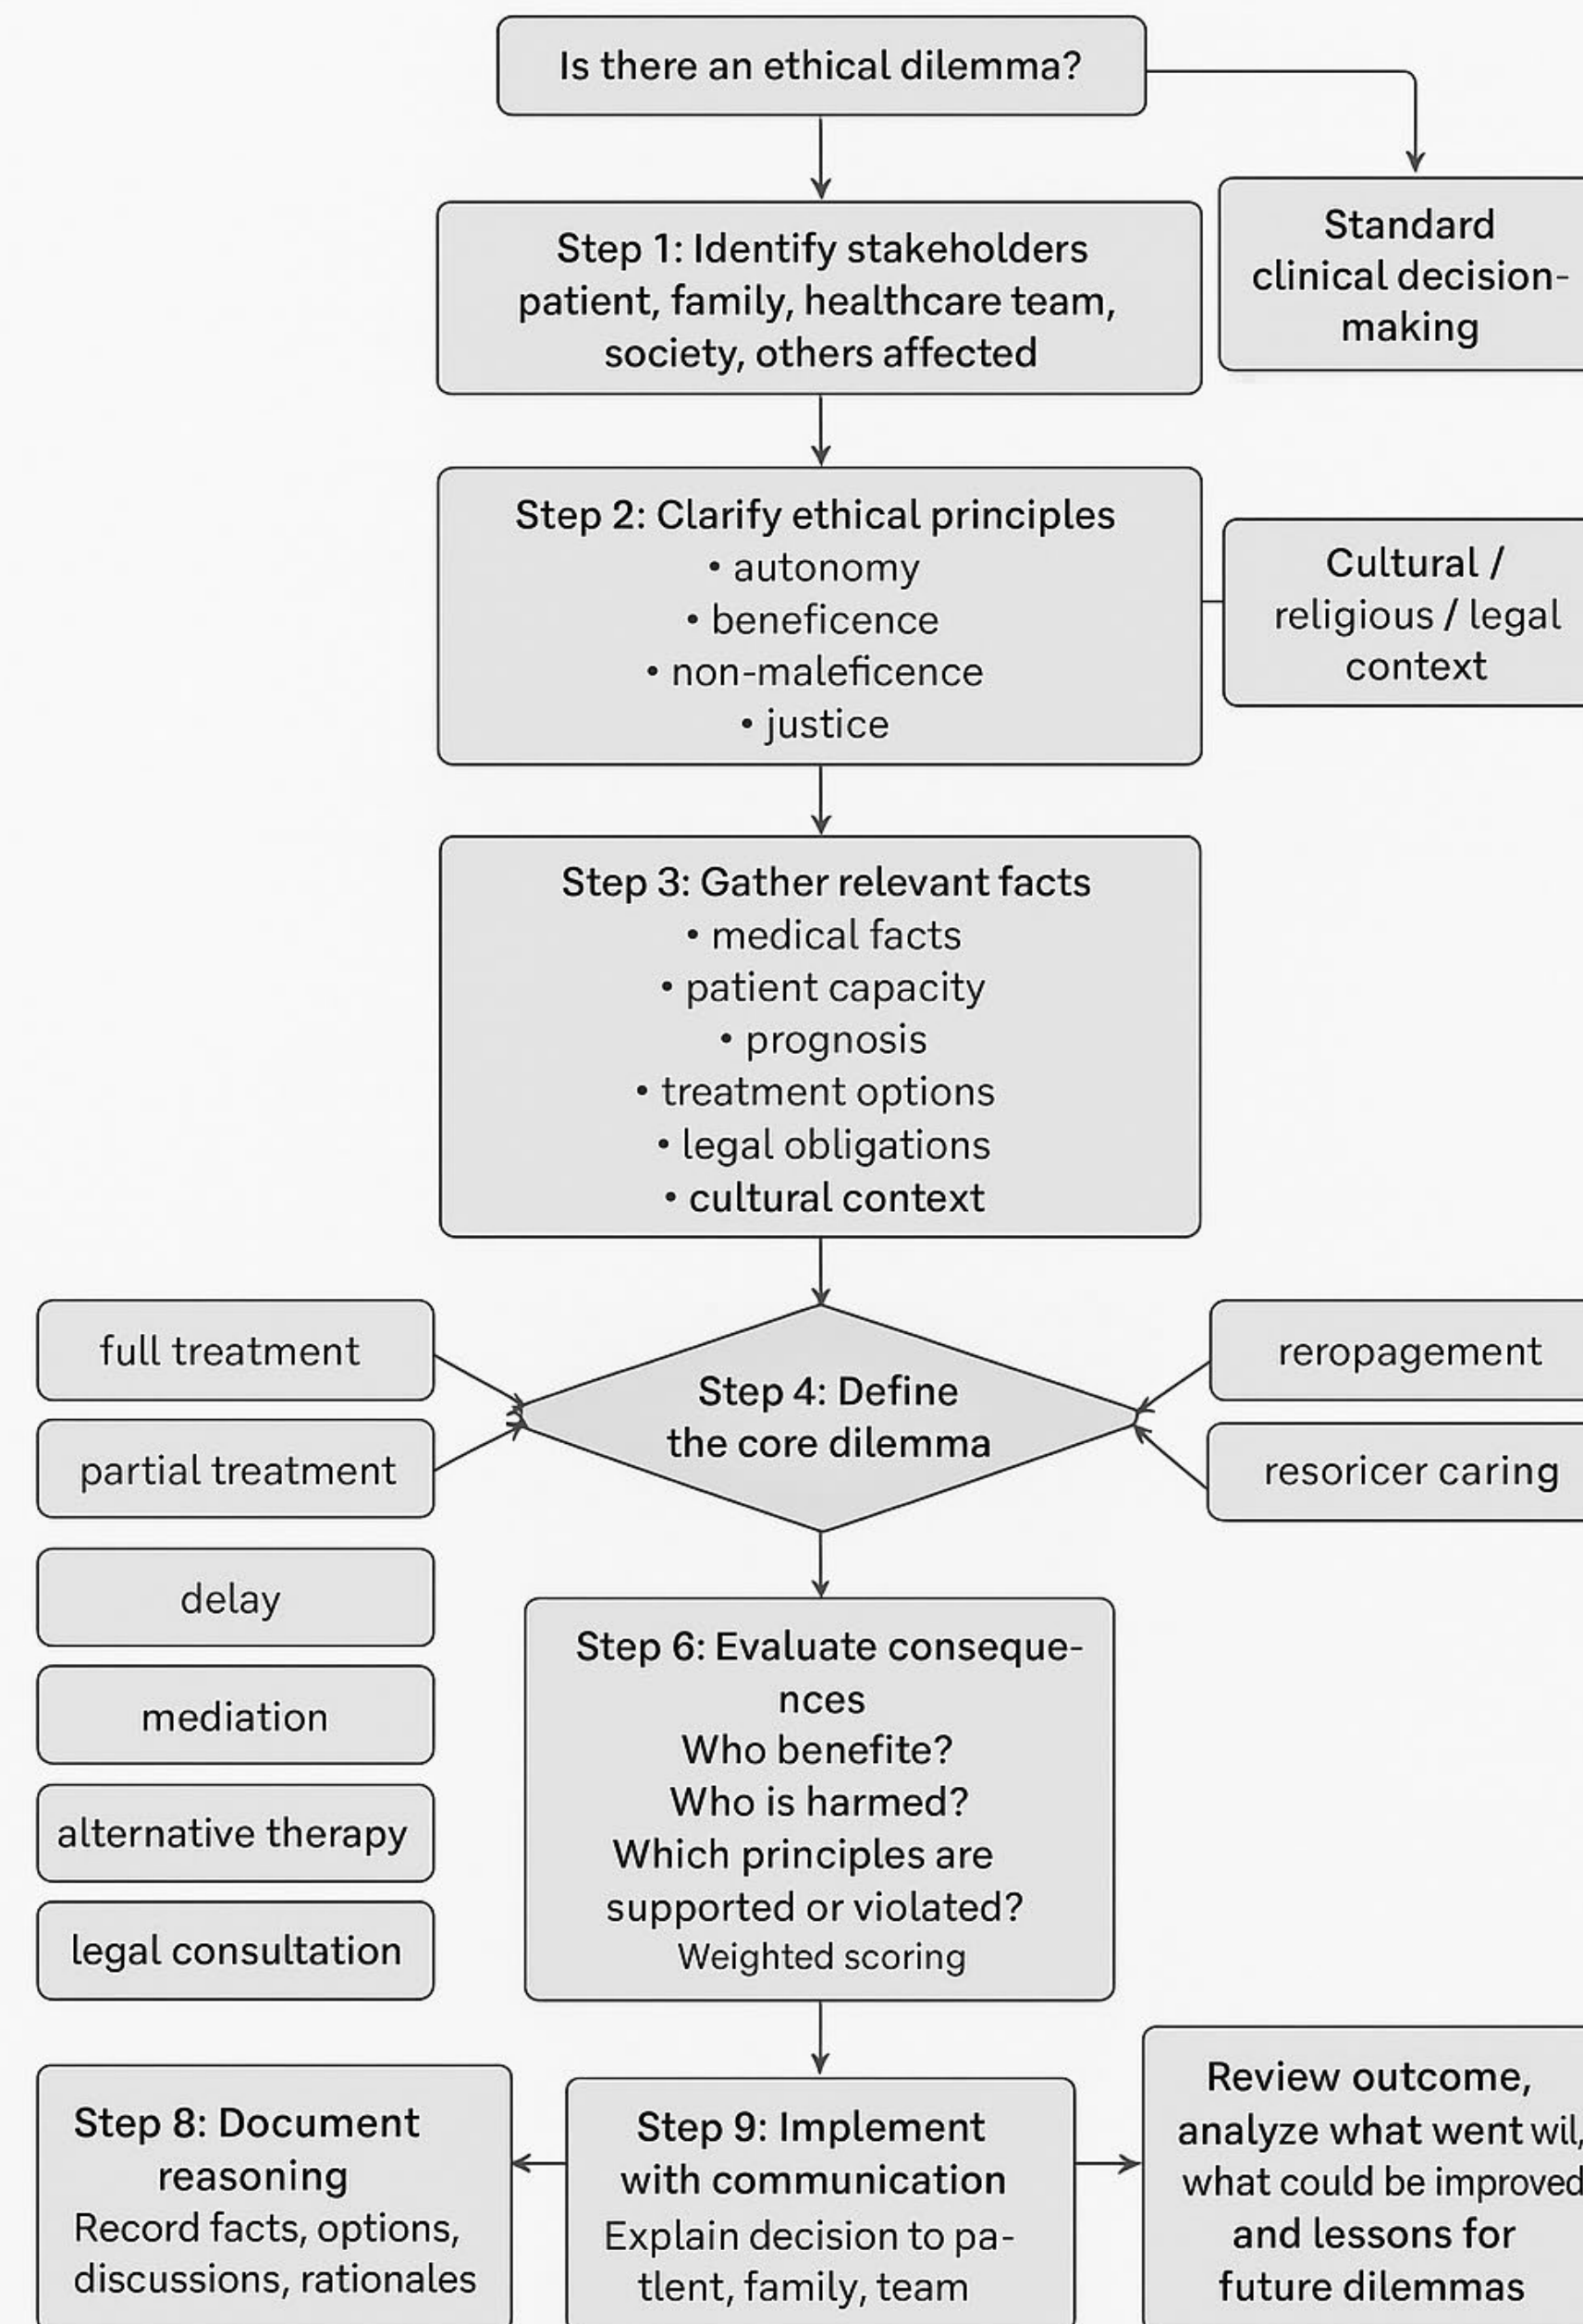 Is there an ethical dilemma?
Step 1: Identify stakeholders
patient, family, healthcare team,
society, others affected
Standard
clinical decision-
making
Step 2: Clarify ethical principles
• autonomy
• beneficence
• non-maleficence
• justice
Cultural /
religious / legal
context
Step 3: Gather relevant facts
• medical facts
• patient capacity
• prognosis
• treatment options
• legal obligations
• cultural context
full treatment
partial treatment
delay
mediation
alternative therapy
legal consultation
Step 4: Define
the core dilemma
reropagement
resoricer caring
Step 6: Evaluate conseque-
nces
Who benefite?
Who is harmed?
Which principles are
supported or violated?
Weighted scoring
Step 8: Document
reasoning
Record facts, options,
discussions, rationales
Step 9: Implement
with communication
Explain decision to pa-
tlent, family, team
Review outcome,
analyze what went wil,
what could be improved
and lessons for
future dilemmas